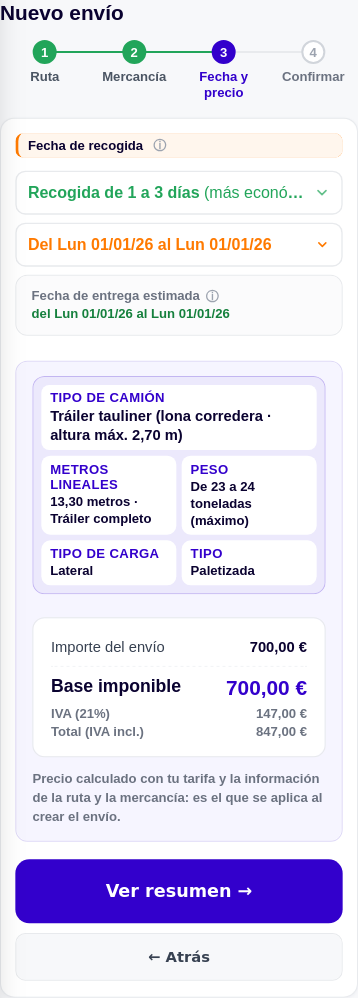 Nuevo envío
1
2
3
4
Ruta
Mercancía
Fecha y
precio
Confirmar
Fecha de recogida ⓘ
Recogida de 1 a 3 días (más econó...
Del Lun 01/01/26 al Lun 01/01/26
Fecha de entrega estimada ⓘ
del Lun 01/01/26 al Lun 01/01/26
TIPO DE CAMIÓN
Tráiler tauliner (lona corredera ·
altura máx. 2,70 m)
METROS
LINEALES
13,30 metros ·
Tráiler completo
PESO
De 23 a 24
toneladas
(máximo)
TIPO DE CARGA
Lateral
TIPO
Paletizada
Importe del envío 700,00 €
Base imponible 700,00 €
IVA (21%) 147,00 €
Total (IVA incl.) 847,00 €
Precio calculado con tu tarifa y la información
de la ruta y la mercancía: es el que se aplica al
crear el envío.
Ver resumen →
← Atrás